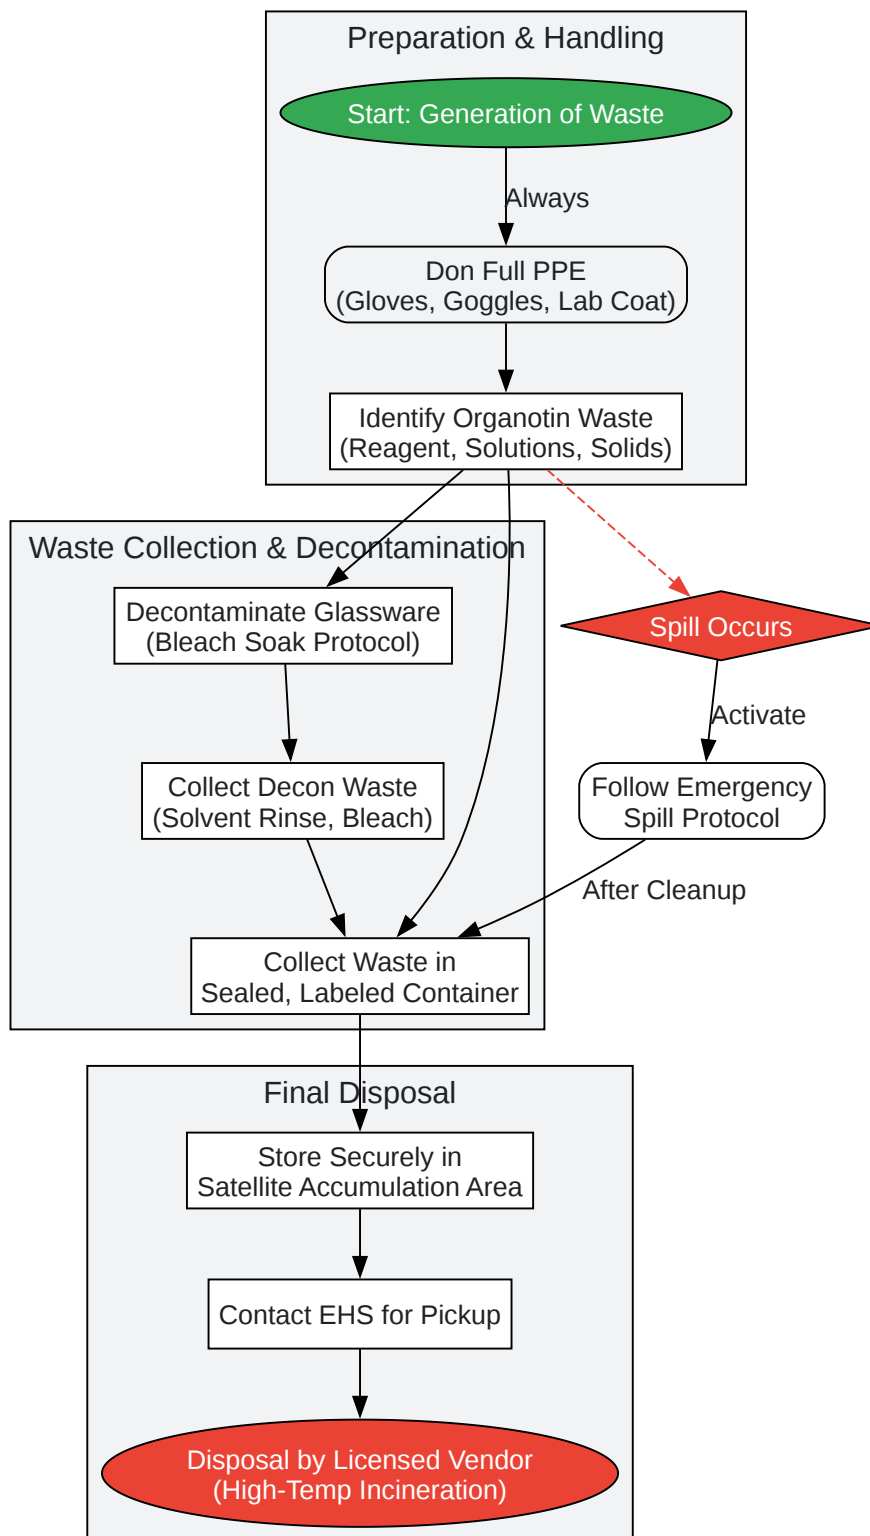 Preparation & Handling
Start: Generation of Waste
Always
Don Full PPE
(Gloves, Goggles, Lab Coat)
Identify Organotin Waste
(Reagent, Solutions, Solids)
Waste Collection & Decontamination
Decontaminate Glassware
(Bleach Soak Protocol)
Spill Occurs
Activate
Collect Decon Waste
(Solvent Rinse, Bleach)
Follow Emergency
Spill Protocol
After Cleanup
Collect Waste in
Sealed, Labeled Container
Final Disposal
Store Securely in
Satellite Accumulation Area
Contact EHS for Pickup
Disposal by Licensed Vendor
(High-Temp Incineration)